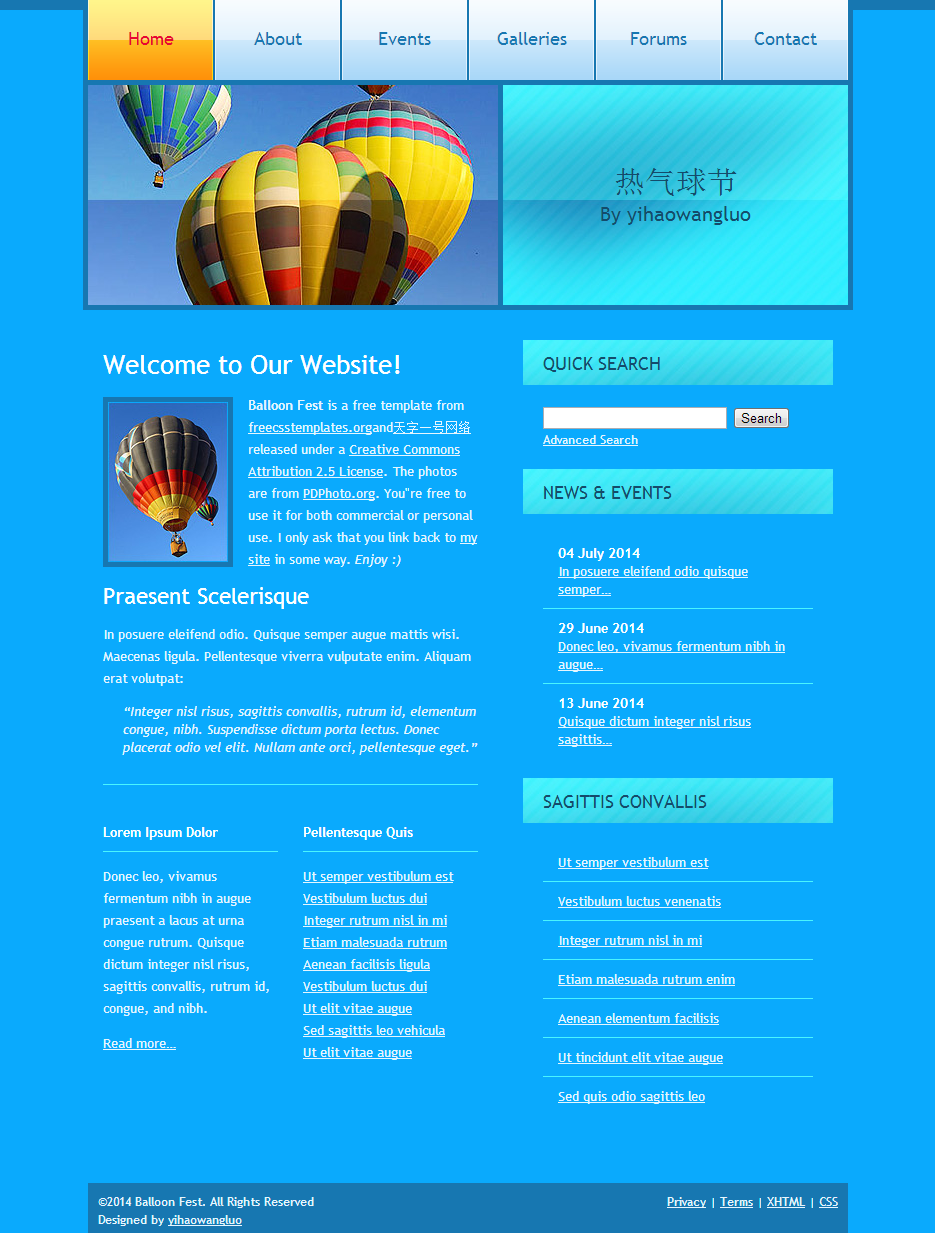 Home
About
Events
Galleries
Forums
Contact
热气球节
By yihaowangluo
Welcome to Our Website!
Balloon Fest is a free template from
freecsstemplates.organd天字一号网络
released under a Creative Commons
Attribution 2.5 License. The photos
are from PDPhoto.org. You"re free to
use it for both commercial or personal
use. I only ask that you link back to my
site in some way. Enjoy :)
Praesent Scelerisque
In posuere eleifend odio. Quisque semper augue mattis wisi.
Maecenas ligula. Pellentesque viverra vulputate enim. Aliquam
erat volutpat:
“Integer nisl risus, sagittis convallis, rutrum id, elementum
congue, nibh. Suspendisse dictum porta lectus. Donec
placerat odio vel elit. Nullam ante orci, pellentesque eget.”
Lorem Ipsum Dolor
Donec leo, vivamus
fermentum nibh in augue
praesent a lacus at urna
congue rutrum. Quisque
dictum integer nisl risus,
sagittis convallis, rutrum id,
congue, and nibh.
Read more...
Pellentesque Quis
Ut semper vestibulum est
Vestibulum luctus dui
Integer rutrum nisl in mi
Etiam malesuada rutrum
Aenean facilisis ligula
Vestibulum luctus dui
Ut elit vitae augue
Sed sagittis leo vehicula
Ut elit vitae augue
QUICK SEARCH
Search
Advanced Search
NEWS & EVENTS
04 July 2014
In posuere eleifend odio quisque
semper...
29 June 2014
Donec leo, vivamus fermentum nibh in
augue...
13 June 2014
Quisque dictum integer nisl risus
sagittis...
SAGITTIS CONVALLIS
Ut semper vestibulum est
Vestibulum luctus venenatis
Integer rutrum nisl in mi
Etiam malesuada rutrum enim
Aenean elementum facilisis
Ut tincidunt elit vitae augue
Sed quis odio sagittis leo
©2014 Balloon Fest. All Rights Reserved
Designed by yihaowangluo
Privacy | Terms | XHTML | CSS